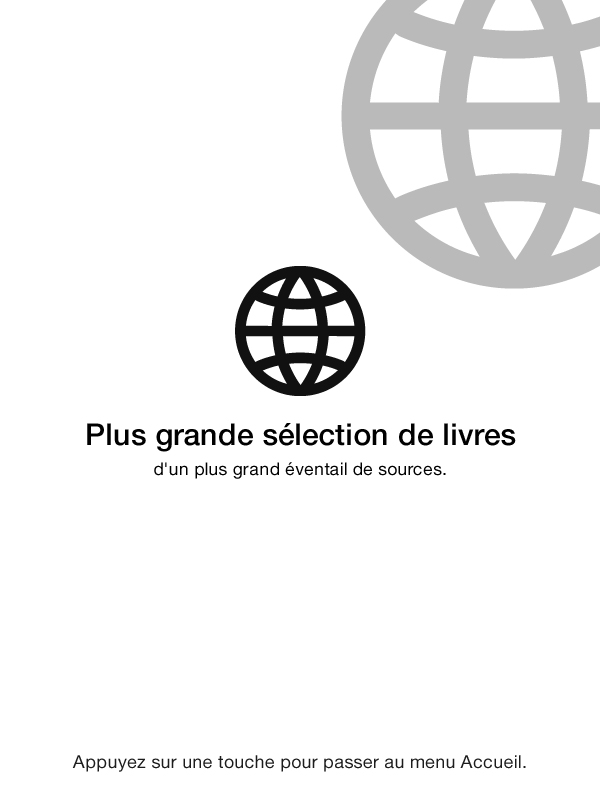 Plus grande sélection de livres
d'un plus grand éventail de sources.
Appuyez sur une touche pour passer au menu Accueil.